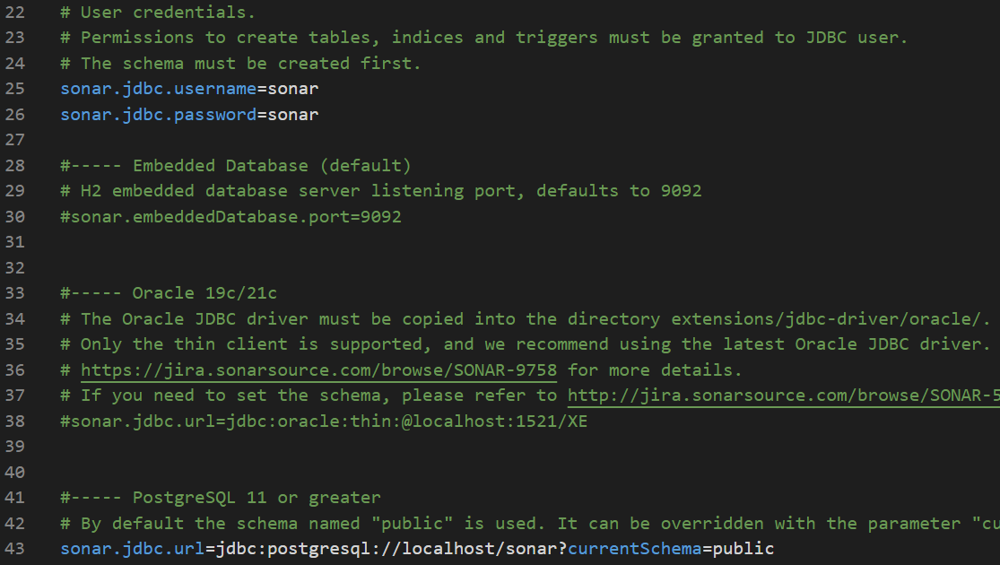 22 # User credentials.
23 # Permissions to create tables, indices and triggers must be granted to JDBC user.
24 # The schema must be created first.
25 sonar.jdbc.username=sonar
26 sonar.jdbc.password=sonar
27
28 #----- Embedded Database (default)
29 # H2 embedded database server listening port, defaults to 9092
30 #sonar.embeddedDatabase.port=9092
31
32
33 #----- Oracle 19c/21c
34 # The Oracle JDBC driver must be copied into the directory extensions/jdbc-driver/oracle/.
35 # Only the thin client is supported, and we recommend using the latest Oracle JDBC driver.
36 # https://jira.sonarsource.com/browse/SONAR-9758 for more details.
37 # If you need to set the schema, please refer to http://jira.sonarsource.com/browse/SONAR-5
38 #sonar.jdbc.url=jdbc:oracle:thin:@localhost:1521/XE
39
40
41 #----- PostgreSQL 11 or greater
42 # By default the schema named "public" is used. It can be overridden with the parameter "cu
43 sonar.jdbc.url=jdbc:postgresql://localhost/sonar?currentSchema=public